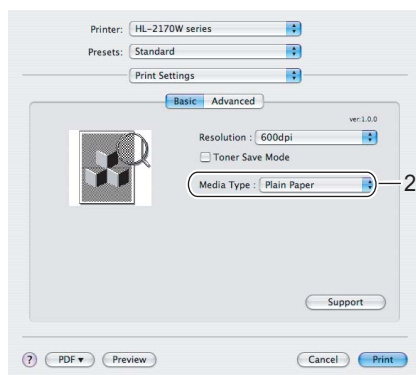 Printer: HL-2170W series
Presets: Standard
Print Settings
Basic Advanced
ver.1.0.0
Resolution : 600dpi
Toner Save Mode
Media Type : Plain Paper 2
Support
? PDF▼ Preview Cancel Print